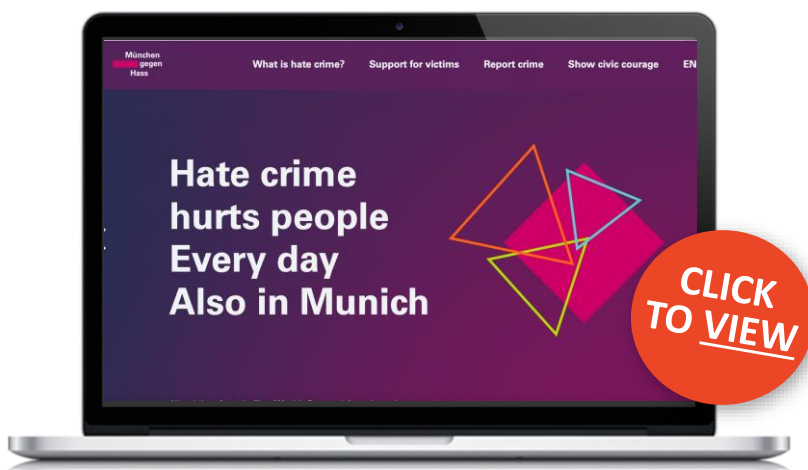 München
gegen
Hass
What is hate crime? Support for victims Report crime Show civic courage EN
Hate crime
hurts people
Every day
Also in Munich
CLICK
TO VIEW